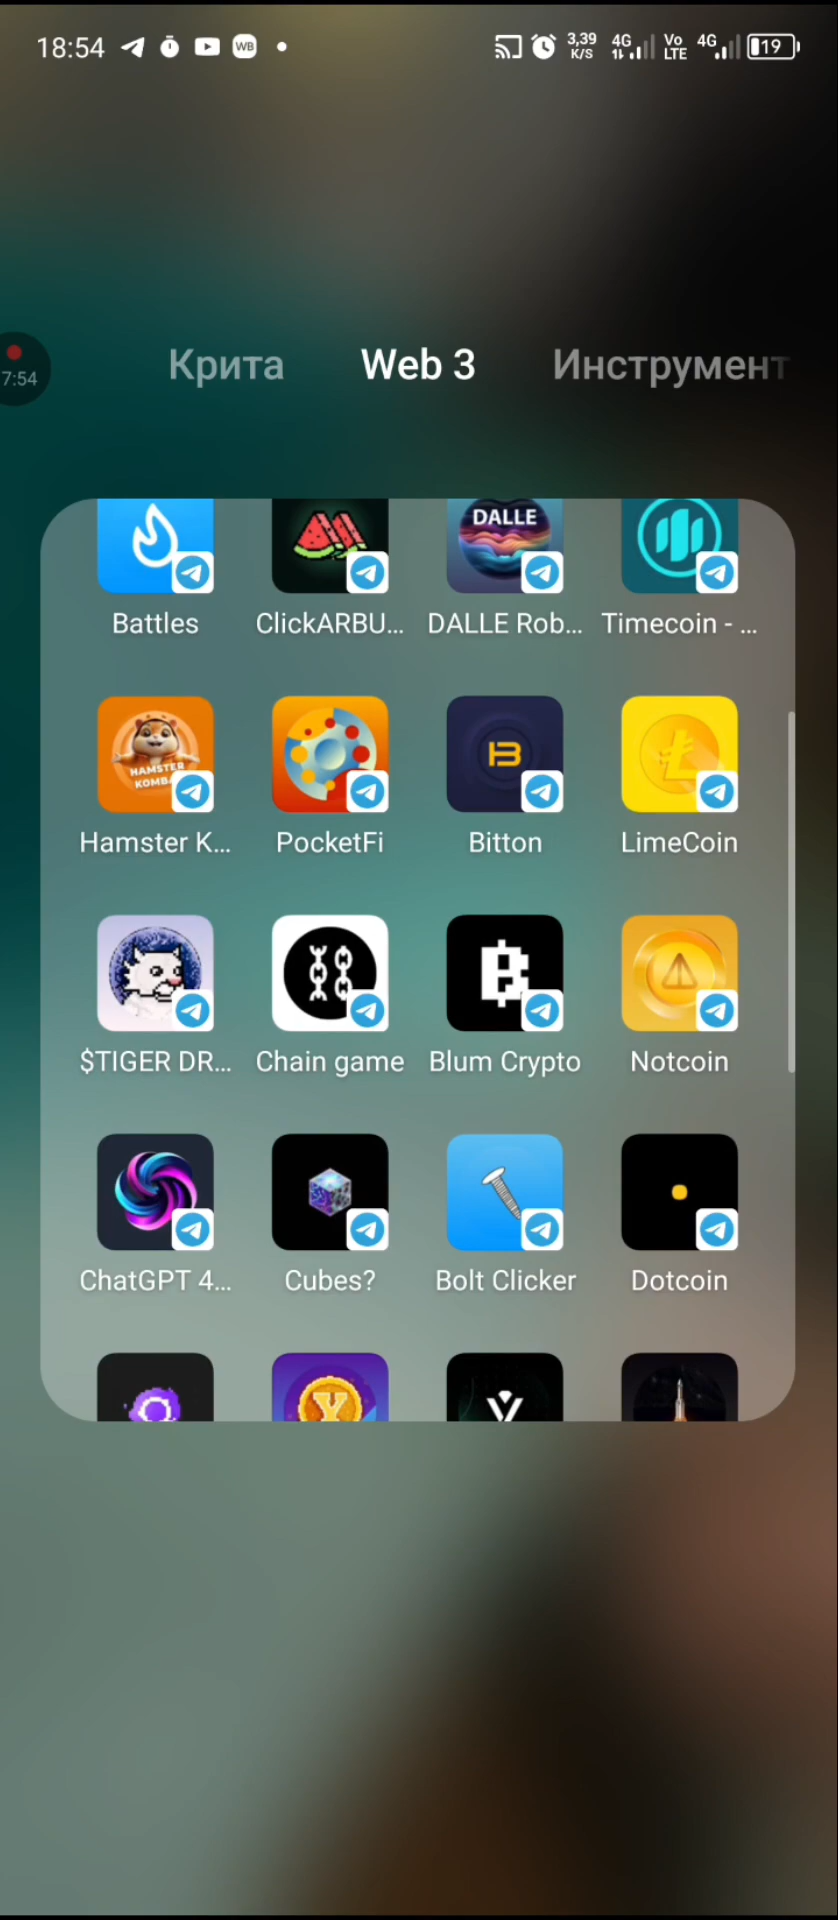 18:54 WB 3,39 K/S 4G Vo LTE 4G 19
Крита Web 3 Инструмент
7:54
DALLE
Battles ClickARBU... DALLE Rob... Timecoin - ...
HAMSTER
KOMB
Hamster K... PocketFi Bitton LimeCoin
$TIGER DR... Chain game Blum Crypto Notcoin
ChatGPT 4... Cubes? Bolt Clicker Dotcoin